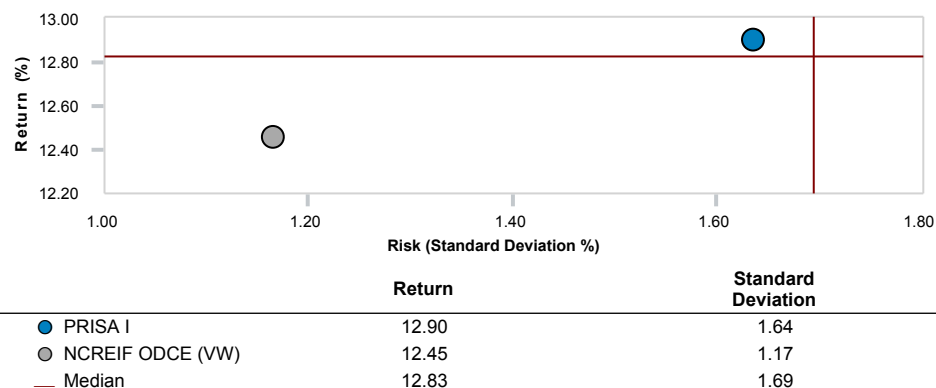 13.00
12.80
12.60
12.40
12.20
Return (%)
1.00 1.20 1.40 1.60 1.80
Risk (Standard Deviation %)
Return Standard
Deviation
PRISA I 12.90 1.64
NCREIF ODCE (VW) 12.45 1.17
Median 12.83 1.69